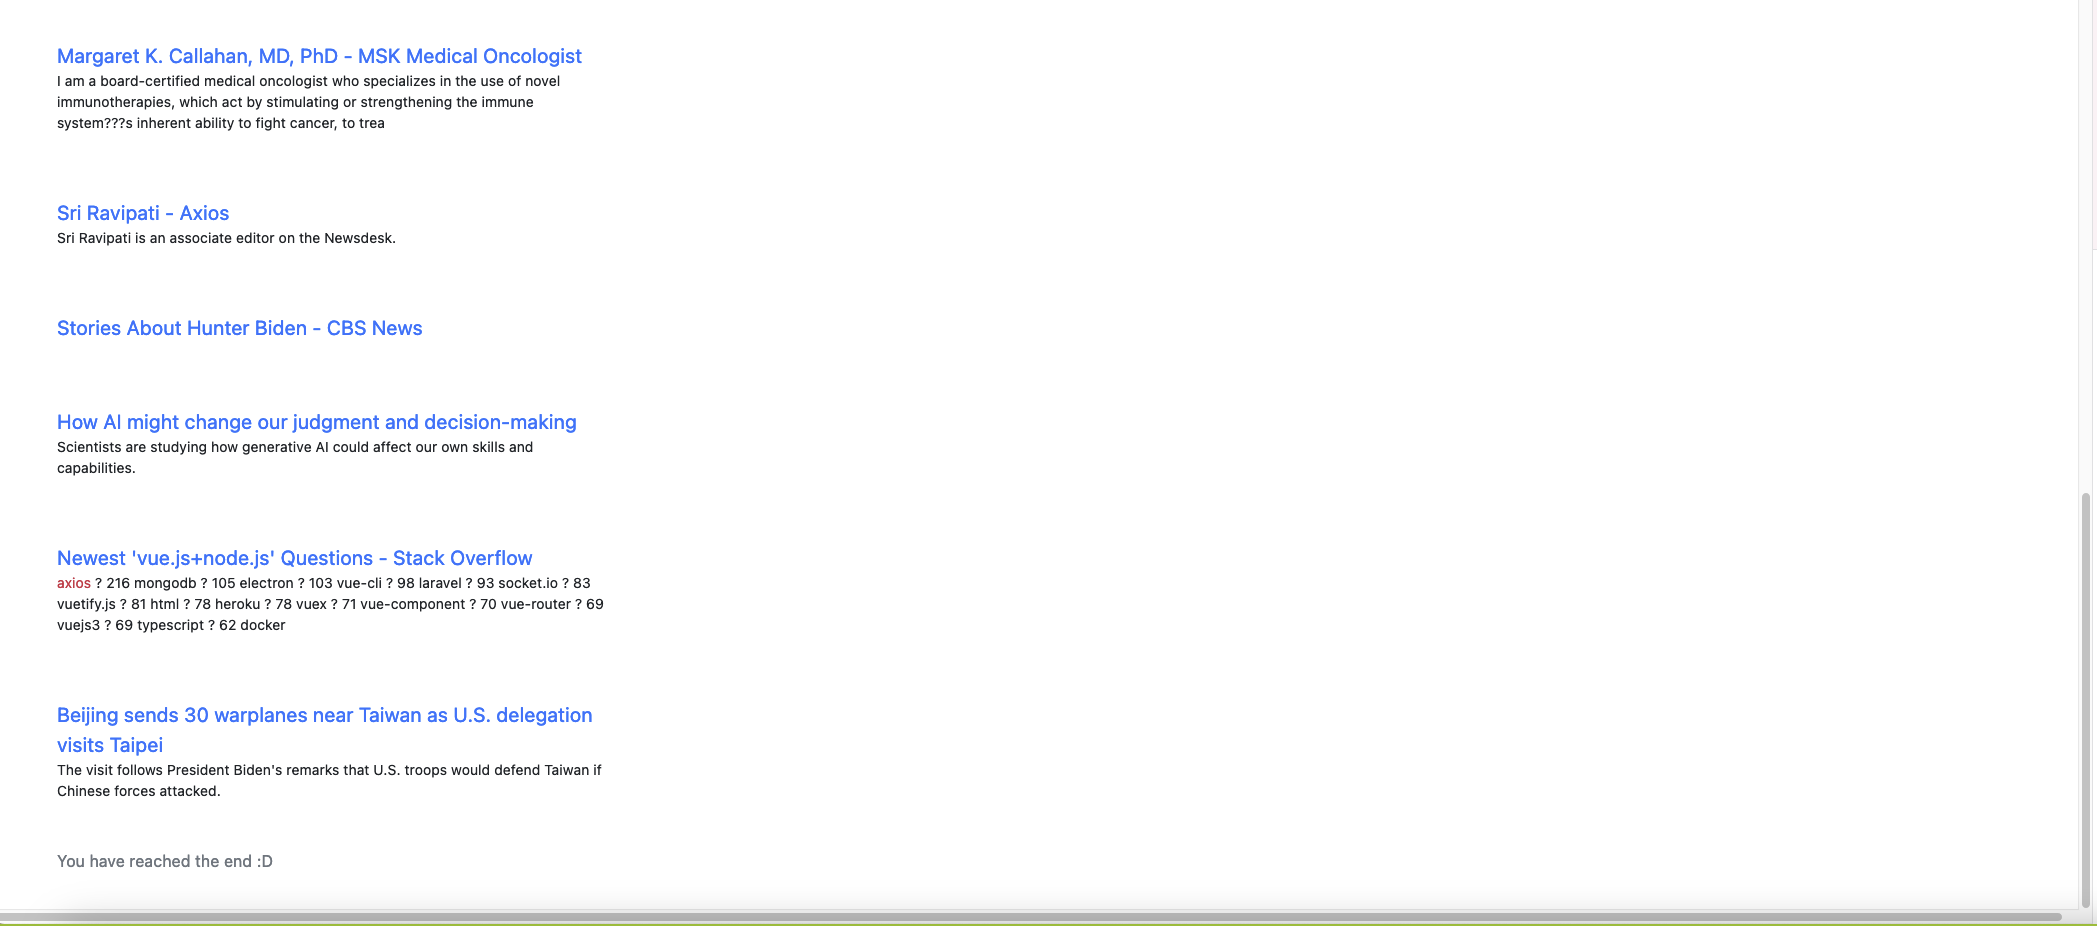 Margaret K. Callahan, MD, PhD - MSK Medical Oncologist
I am a board-certified medical oncologist who specializes in the use of novel
immunotherapies, which act by stimulating or strengthening the immune
system???s inherent ability to fight cancer, to trea
Sri Ravipati - Axios
Sri Ravipati is an associate editor on the Newsdesk.
Stories About Hunter Biden - CBS News
How AI might change our judgment and decision-making
Scientists are studying how generative AI could affect our own skills and
capabilities.
Newest 'vue.js+node.js' Questions - Stack Overflow
axios ? 216 mongodb ? 105 electron ? 103 vue-cli ? 98 laravel ? 93 socket.io ? 83
vuetify.js ? 81 html ? 78 heroku ? 78 vuex ? 71 vue-component ? 70 vue-router ? 69
vuejs3 ? 69 typescript ? 62 docker
Beijing sends 30 warplanes near Taiwan as U.S. delegation
visits Taipei
The visit follows President Biden's remarks that U.S. troops would defend Taiwan if
Chinese forces attacked.
You have reached the end :D